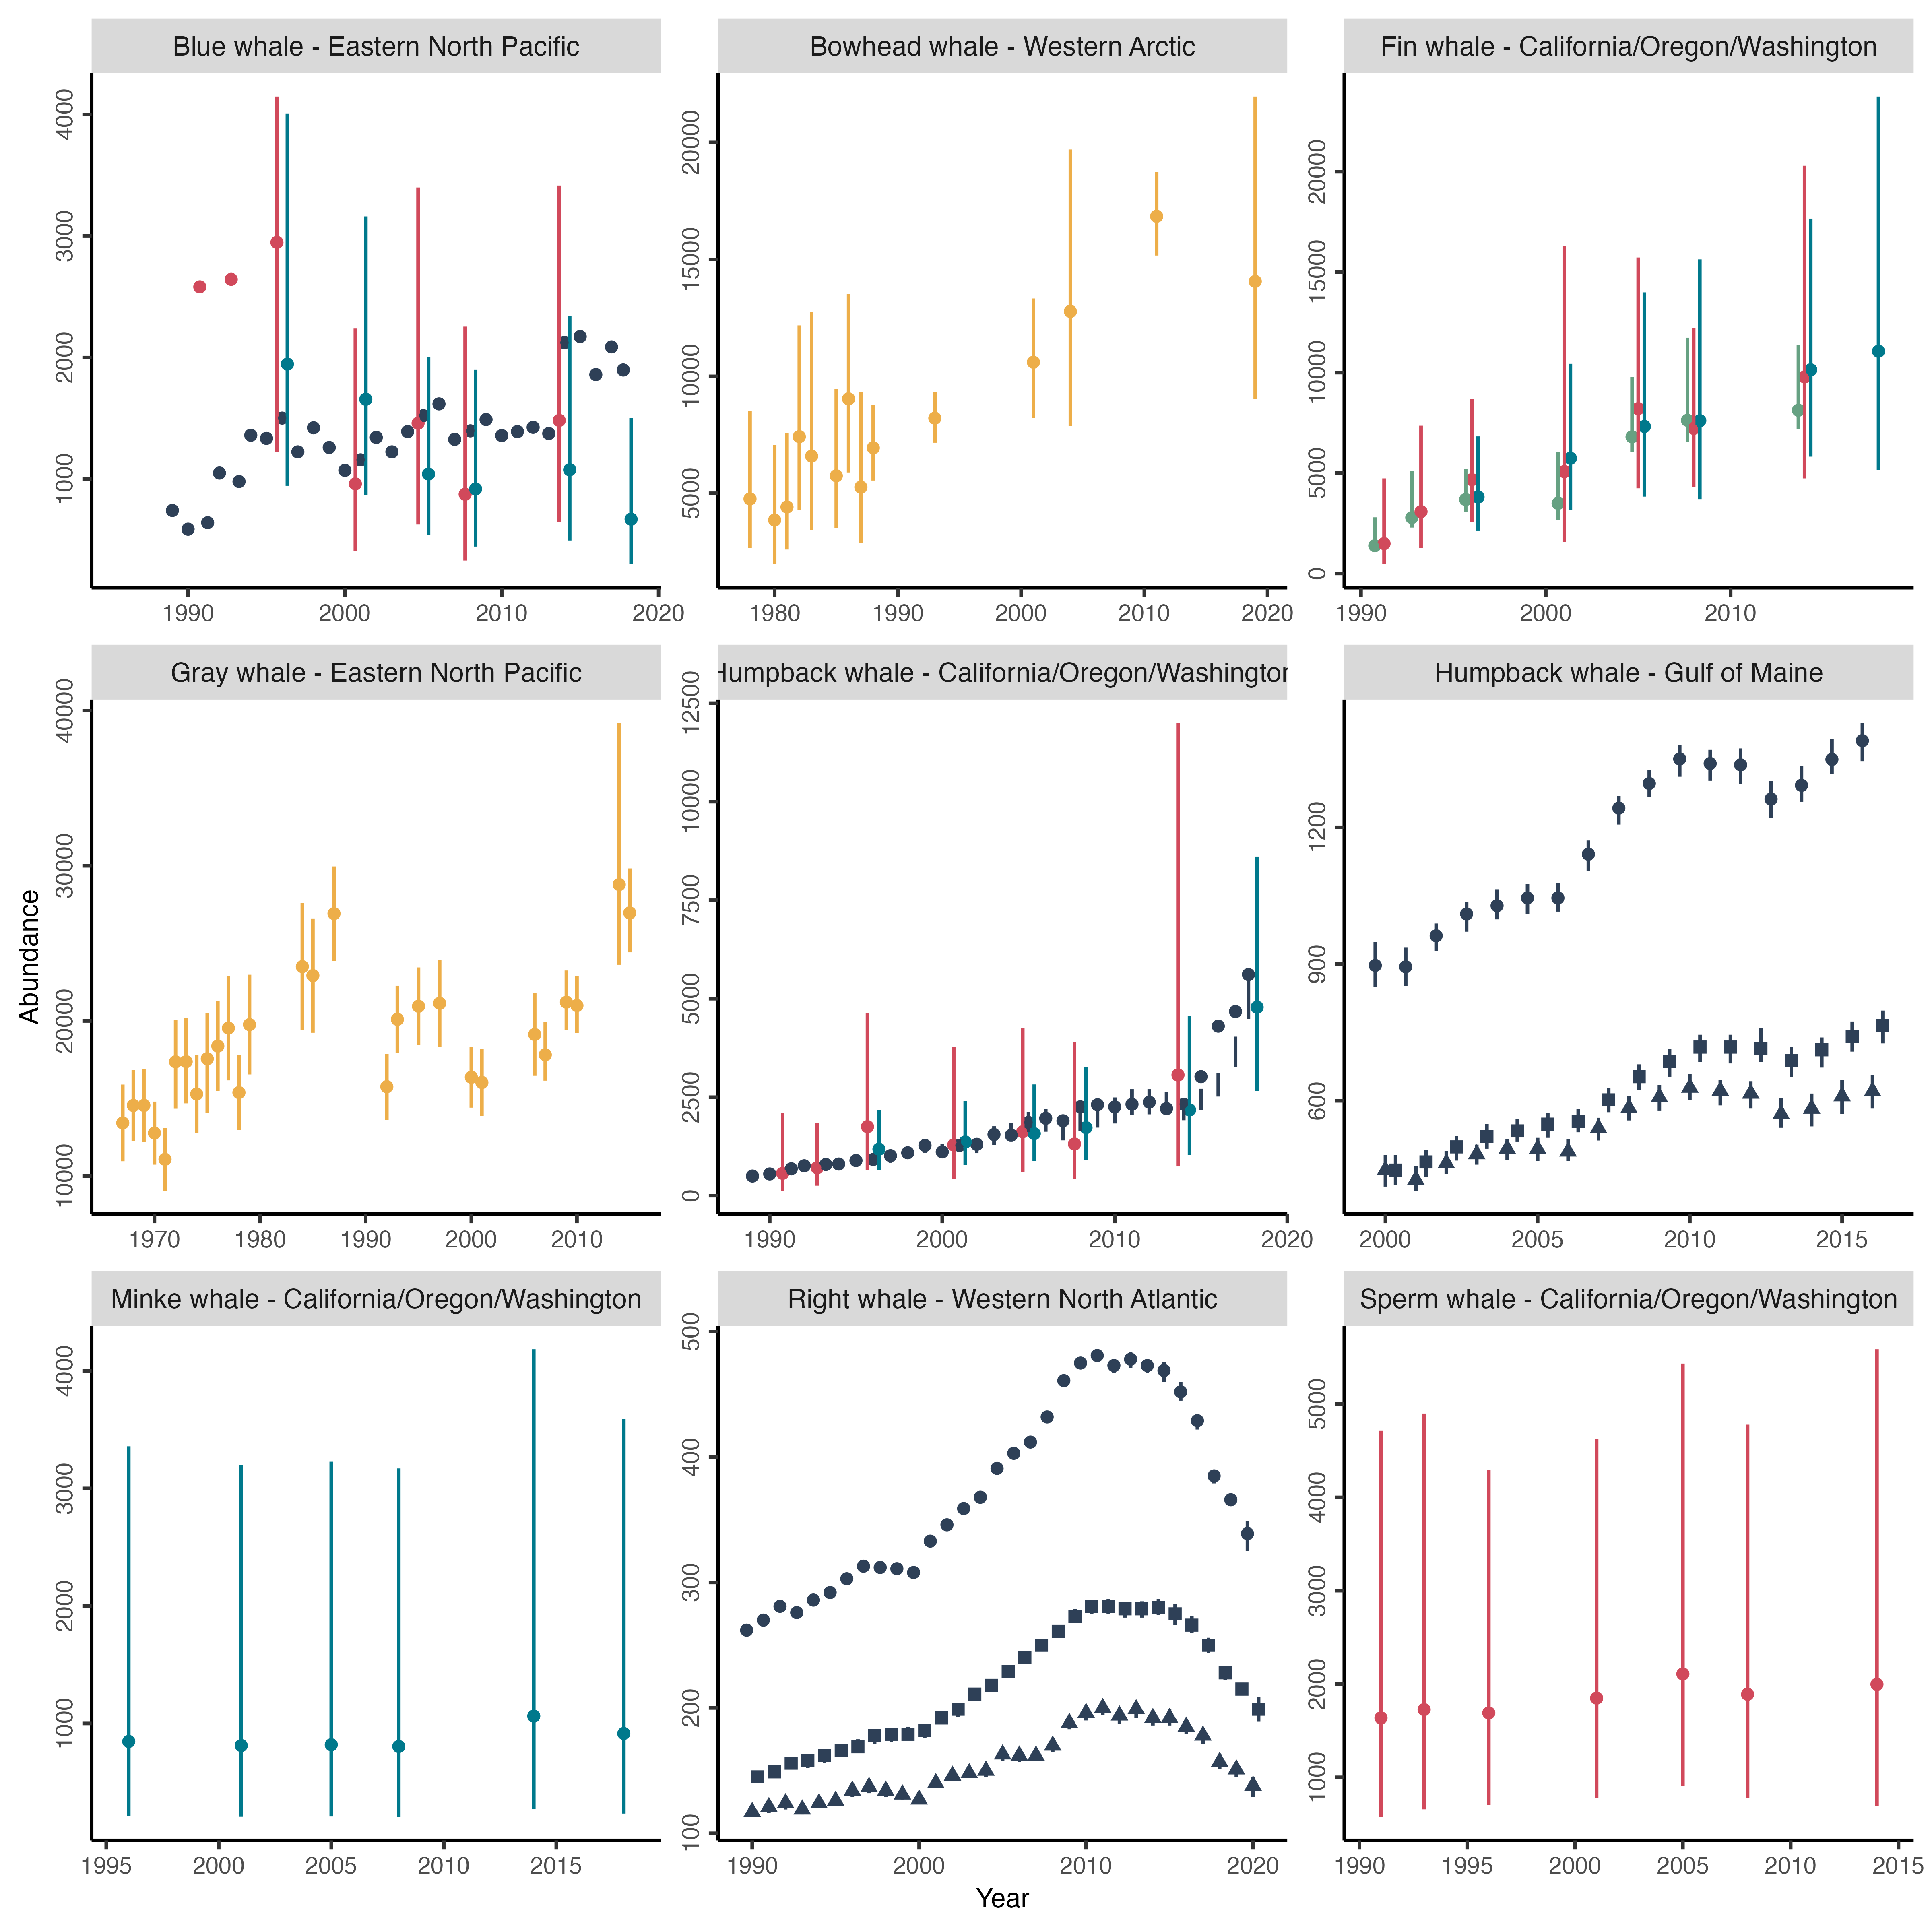 Blue whale - Eastern North Pacific
Bowhead whale - Western Arctic
Fin whale - California/Oregon/Washington
4000
3000
2000
1000
1990 2000 2010 2020
20000
15000
10000
5000
1980 1990 2000 2010 2020
20000
15000
10000
5000
0
1990 2000 2010
Gray whale - Eastern North Pacific
Humpback whale - California/Oregon/Washington
Humpback whale - Gulf of Maine
Abundance
40000
30000
20000
10000
1970 1980 1990 2000 2010
12500
10000
7500
5000
2500
0
1990 2000 2010 2020
1200
900
600
2000 2005 2010 2015
Minke whale - California/Oregon/Washington
Right whale - Western North Atlantic
Sperm whale - California/Oregon/Washington
4000
3000
2000
1000
1995 2000 2005 2010 2015
500
400
300
200
100
1990 2000 2010 2020
5000
4000
3000
2000
1000
1990 1995 2000 2005 2010 2015
Year